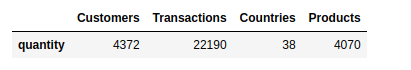 Customers Transactions Countries Products
quantity 4372 22190 38 4070